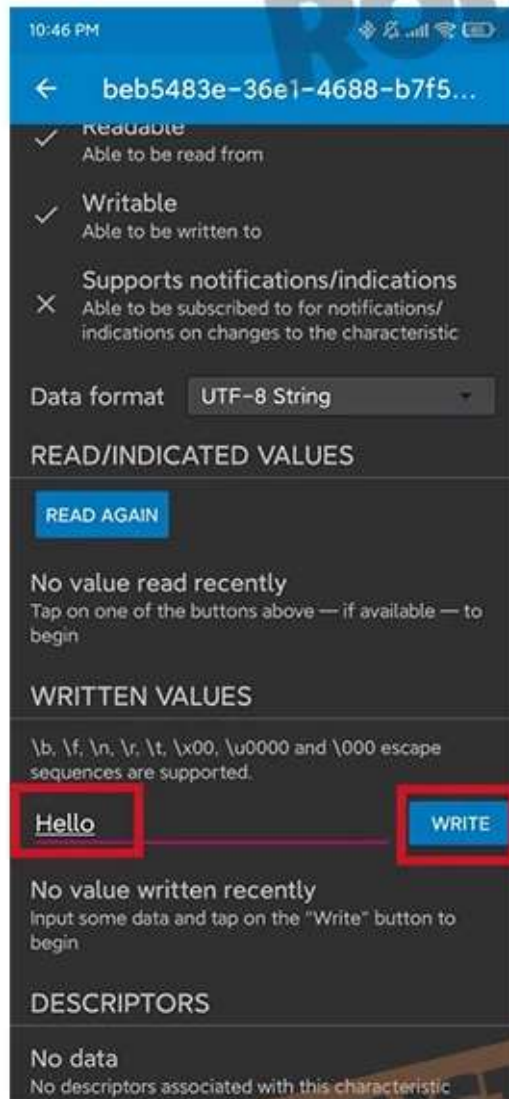 10:46 PM
beb5483e-36e1-4688-b7f5...
Readable
Able to be read from
Writable
Able to be written to
Supports notifications/indications
Able to be subscribed to for notifications/
indications on changes to the characteristic
Data format UTF-8 String
READ/INDICATED VALUES
READ AGAIN
No value read recently
Tap on one of the buttons above — if available — to
begin
WRITTEN VALUES
\b, \f, \n, \r, \t, \x00, \u0000 and \000 escape
sequences are supported.
Hello WRITE
No value written recently
Input some data and tap on the "Write" button to
begin
DESCRIPTORS
No data
No descriptors associated with this characteristic